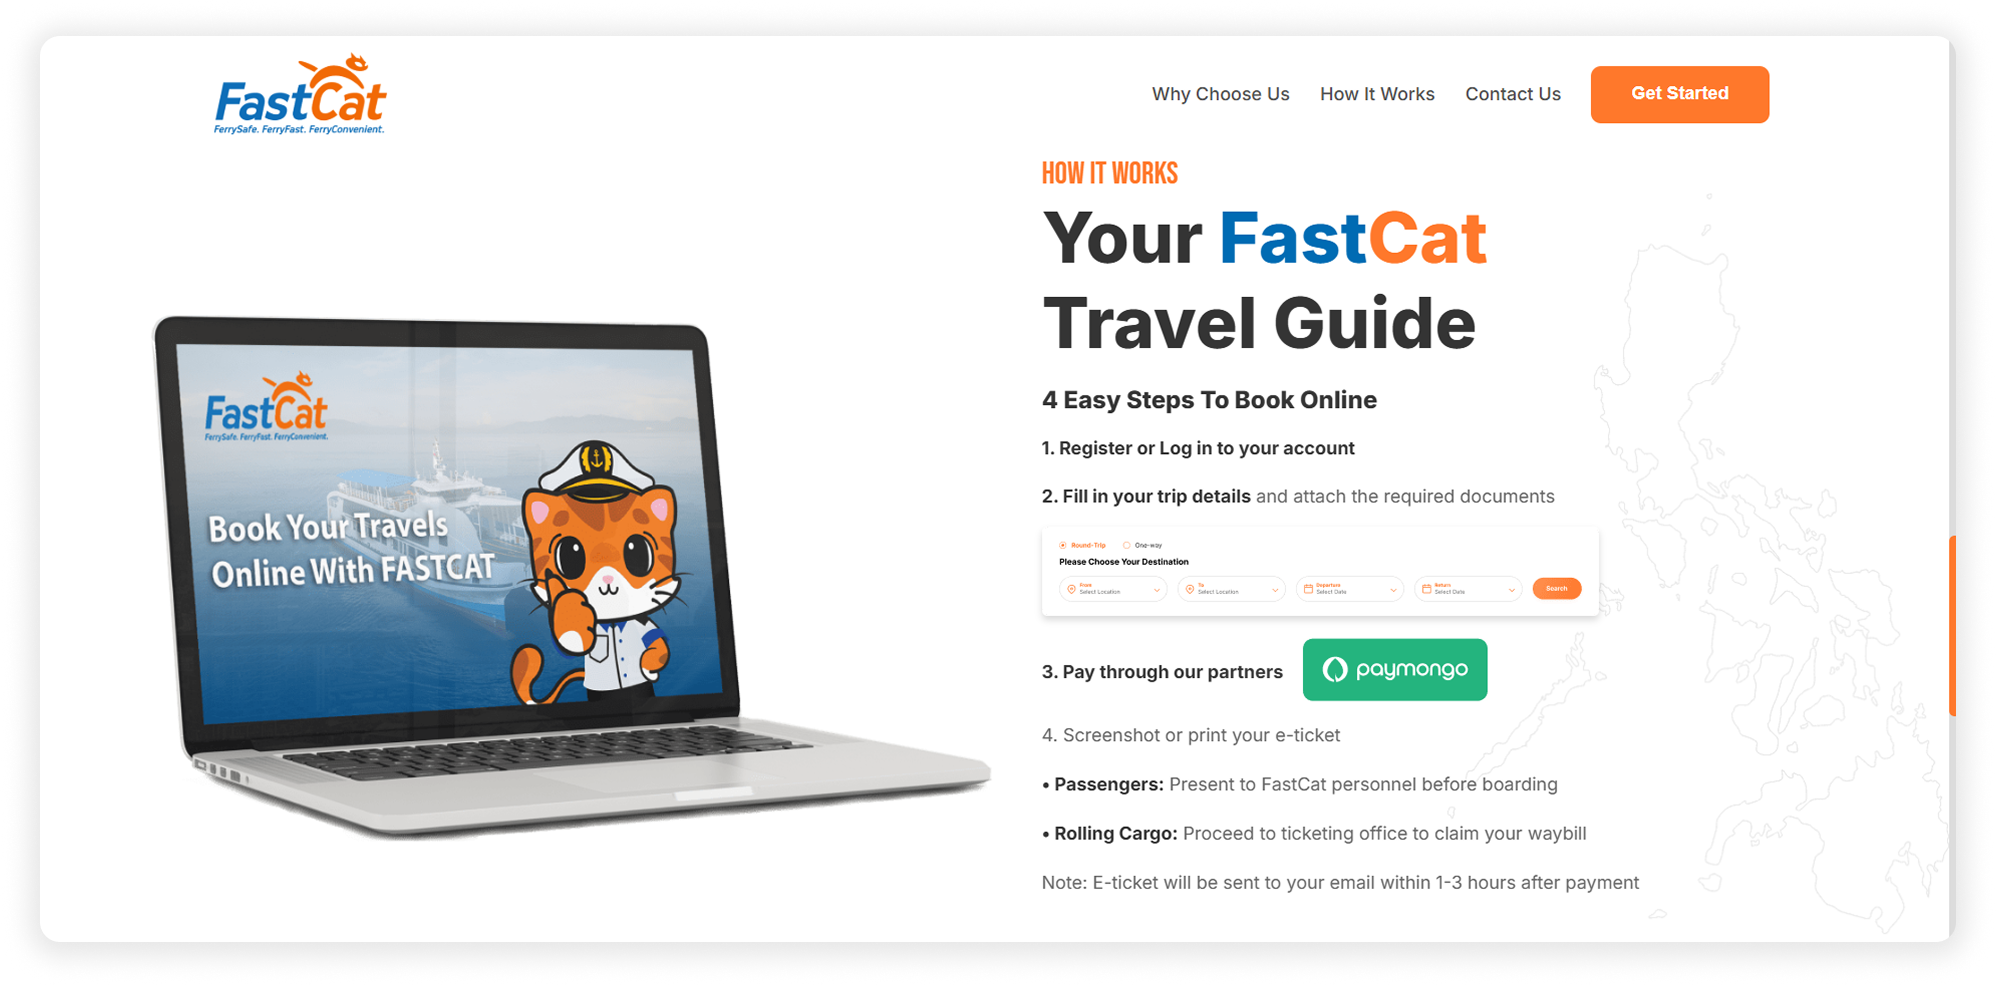 FastCat
FerrySafe. FerryFast. FerryConvenient.
Why Choose Us
How It Works
Contact Us
Get Started
HOW IT WORKS
Your FastCat
Travel Guide
4 Easy Steps To Book Online
1. Register or Log in to your account
2. Fill in your trip details and attach the required documents
Round-Trip
One-way
Please Choose Your Destination
From
Select Location
To
Select Location
Departure
Select Date
Return
Select Date
Search
3. Pay through our partners
paymongo
4. Screenshot or print your e-ticket
• Passengers: Present to FastCat personnel before boarding
• Rolling Cargo: Proceed to ticketing office to claim your waybill
Note: E-ticket will be sent to your email within 1-3 hours after payment
FastCat
FerrySafe. FerryFast. FerryConvenient.
Book Your Travels
Online With FASTCAT